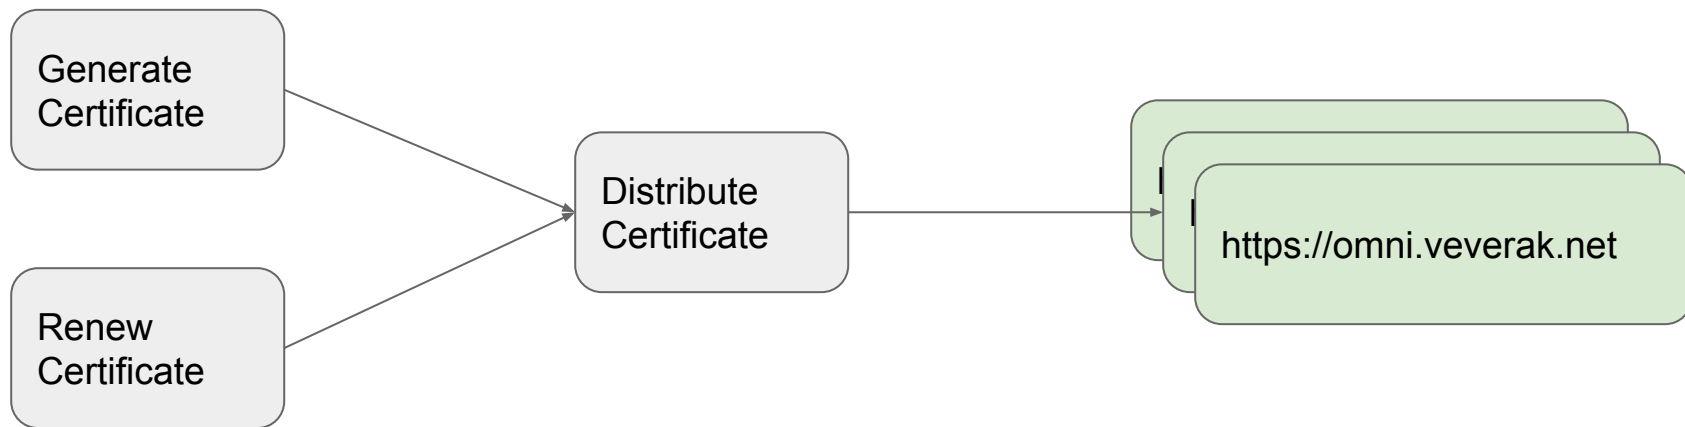 Generate
Certificate
Distribute
Certificate
https://omni.veverak.net
Renew
Certificate